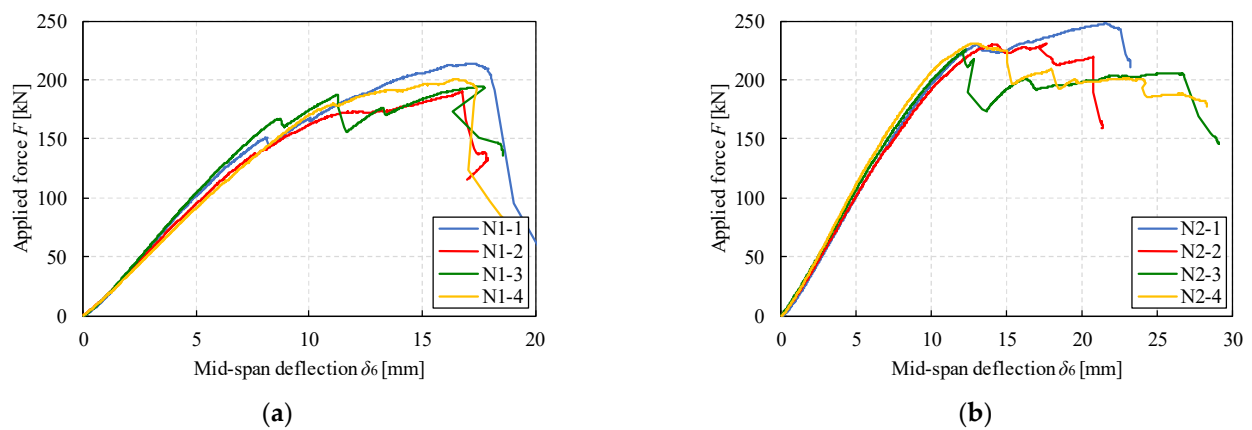 250
200
150
100
50
0
Applied force F [kN]
N1-1
N1-2
N1-3
N1-4
0 5 10 15 20
Mid-span deflection δ6 [mm]
(a)
250
200
150
100
50
0
Applied force F [kN]
N2-1
N2-2
N2-3
N2-4
0 5 10 15 20 25 30
Mid-span deflection δ6 [mm]
(b)